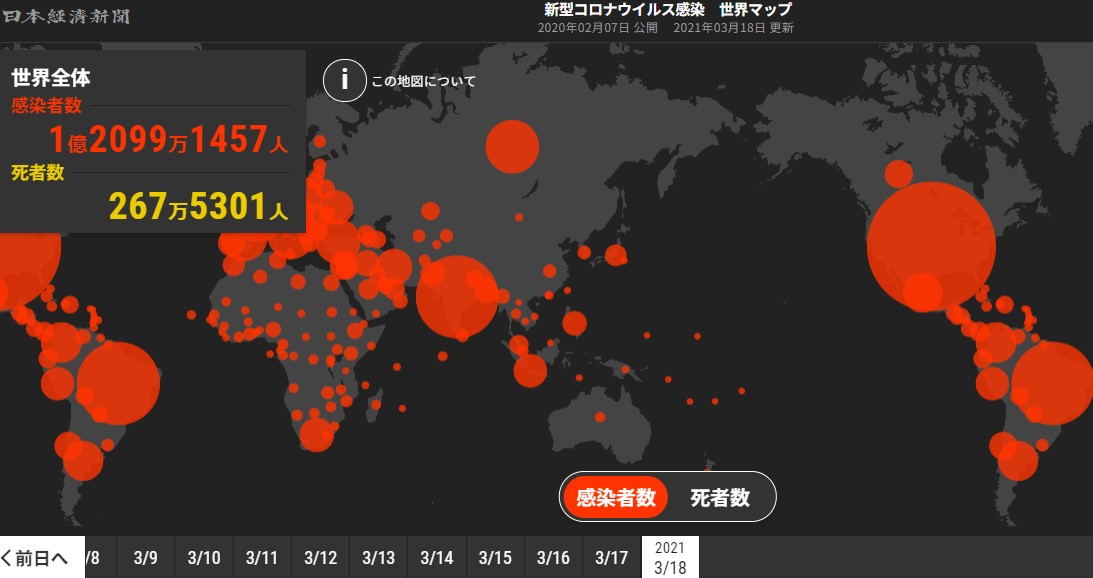 日本経済新聞
新型コロナウイルス感染　世界マップ
2020年02月07日 公開　2021年03月18日 更新
世界全体
感染者数
1億2099万1457人
死者数
267万5301人
i この地図について
感染者数 死者数
前日へ /8 3/9 3/10 3/11 3/12 3/13 3/14 3/15 3/16 3/17 2021
3/18